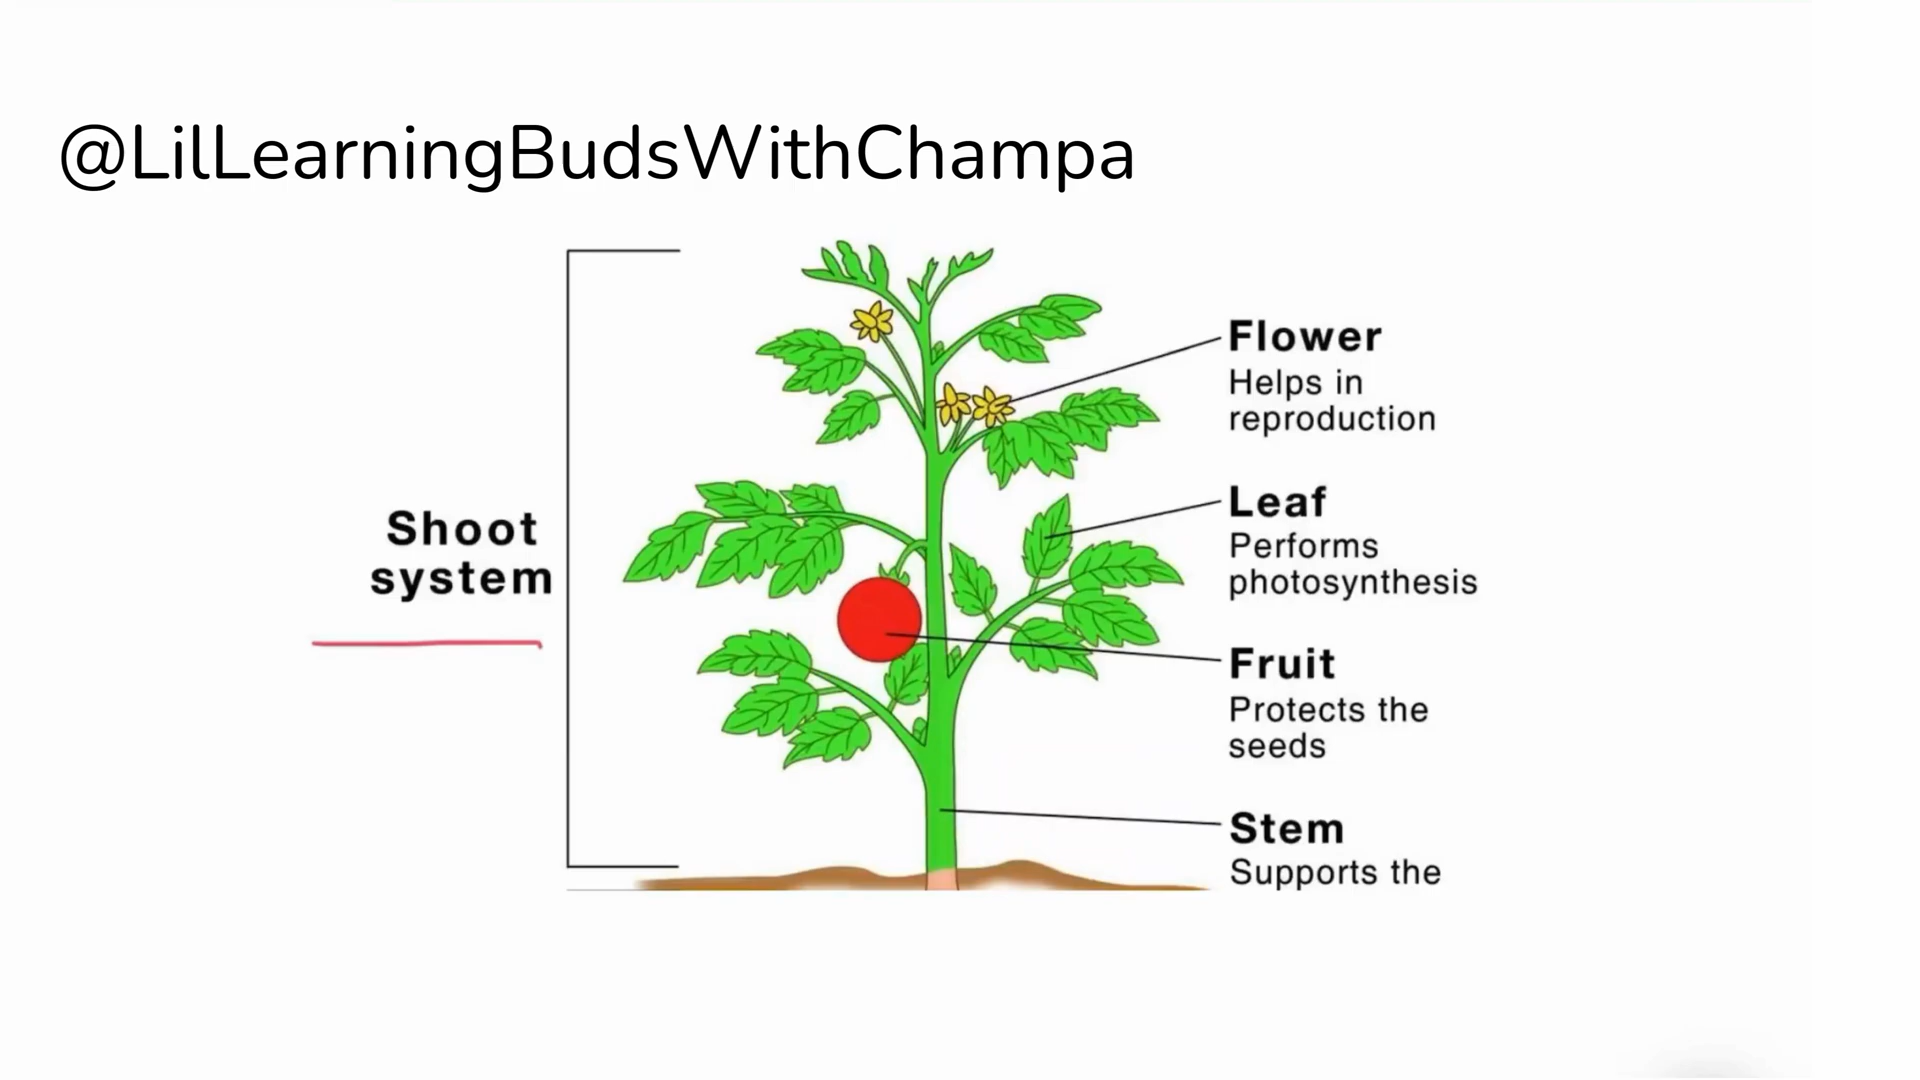 @LilLearningBudsWithChampa
Shoot
system
Flower
Helps in
reproduction
Leaf
Performs
photosynthesis
Fruit
Protects the
seeds
Stem
Supports the